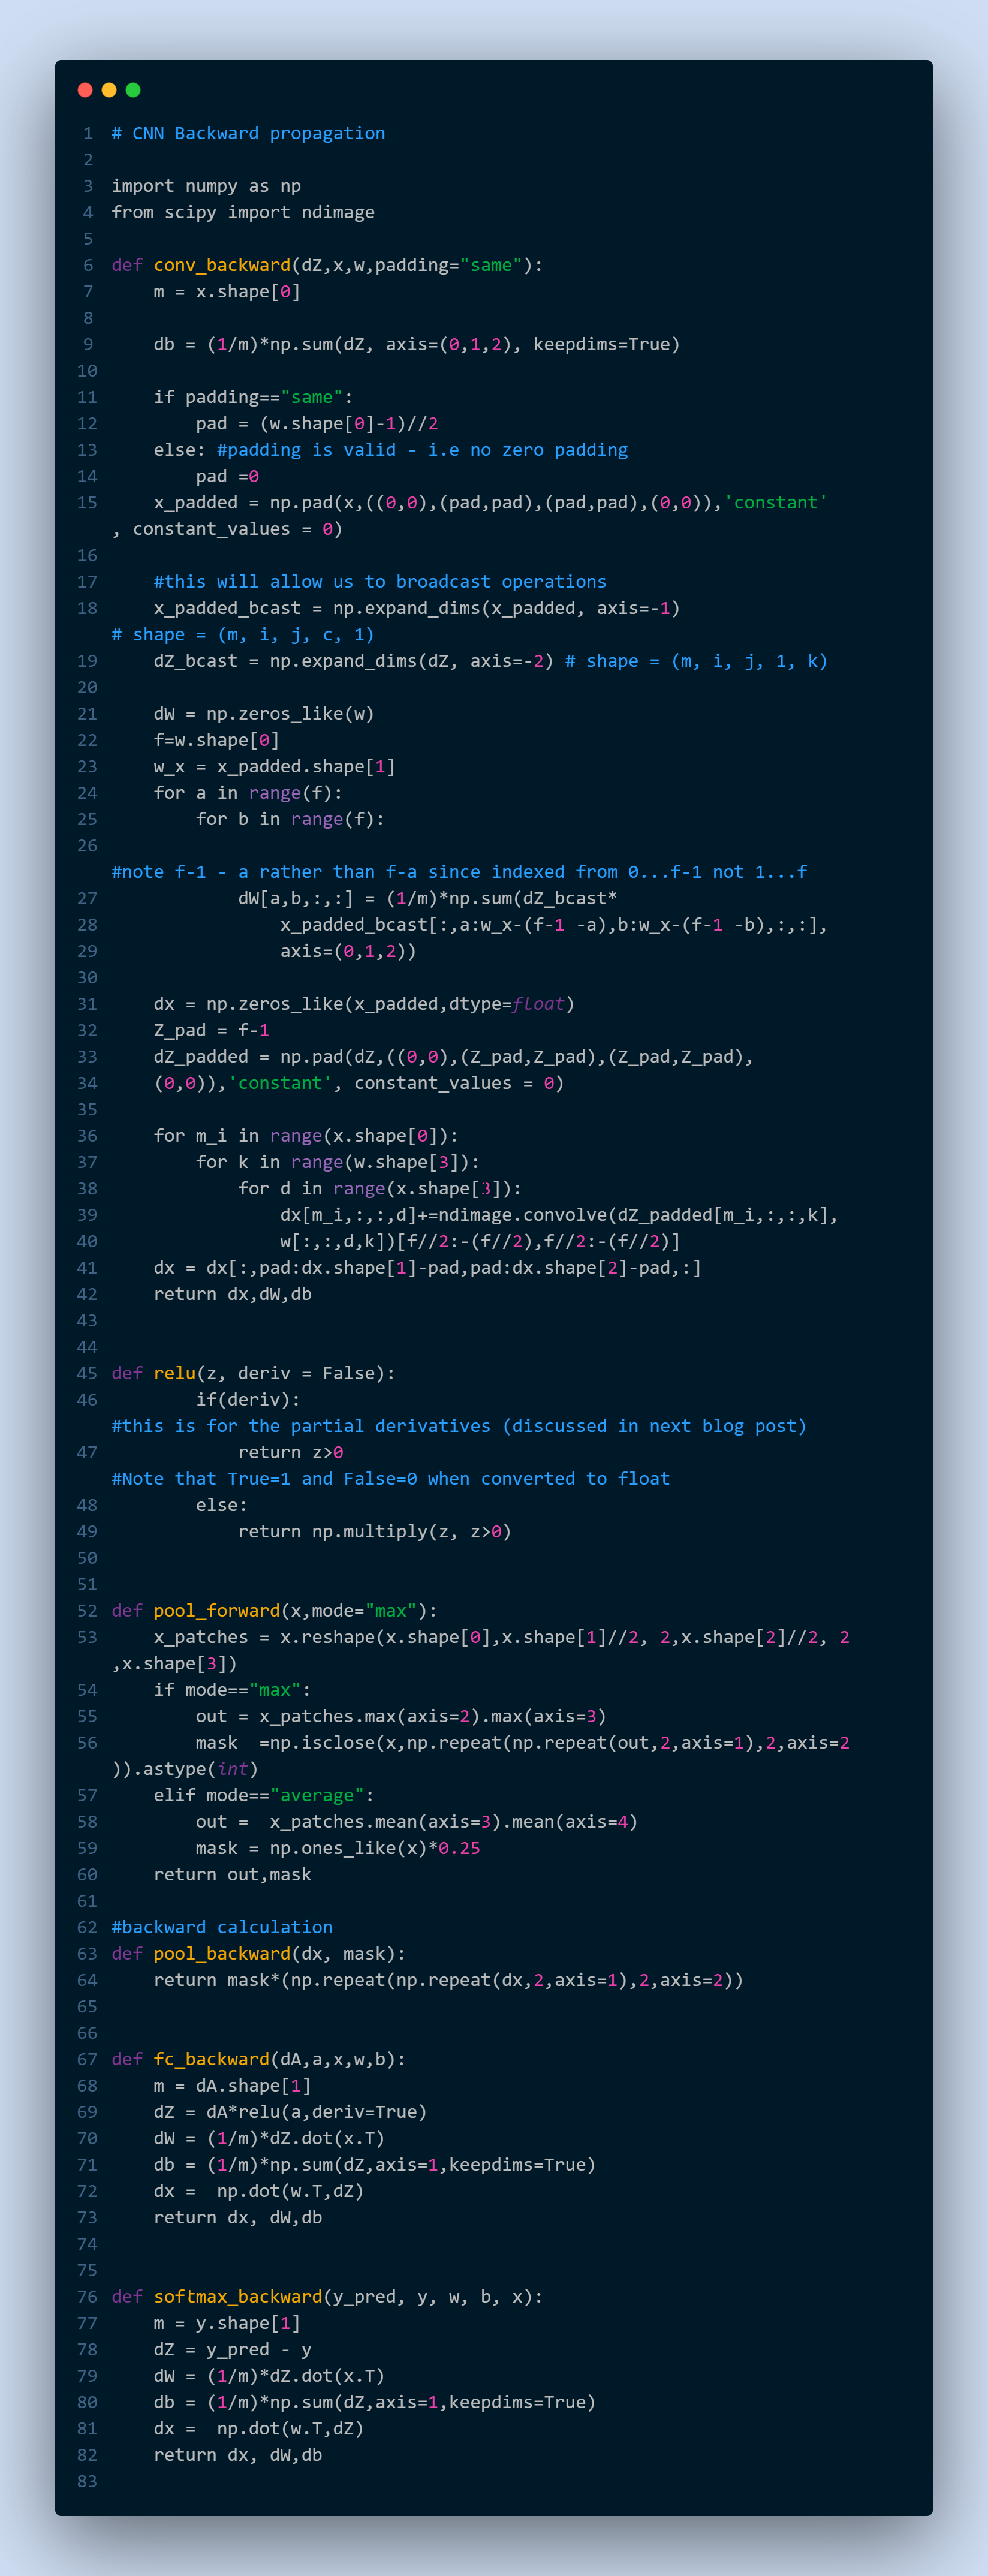 1 # CNN Backward propagation
2
3 import numpy as np
4 from scipy import ndimage
5
6 def conv_backward(dZ,x,w,padding="same"):
7     m = x.shape[0]
8
9     db = (1/m)*np.sum(dZ, axis=(0,1,2), keepdims=True)
10
11     if padding=="same":
12         pad = (w.shape[0]-1)//2
13     else: #padding is valid - i.e no zero padding
14         pad =0
15     x_padded = np.pad(x,((0,0),(pad,pad),(pad,pad),(0,0)),'constant'
, constant_values = 0)
16
17     #this will allow us to broadcast operations
18     x_padded_bcast = np.expand_dims(x_padded, axis=-1)
# shape = (m, i, j, c, 1)
19     dZ_bcast = np.expand_dims(dZ, axis=-2) # shape = (m, i, j, 1, k)
20
21     dW = np.zeros_like(w)
22     f=w.shape[0]
23     w_x = x_padded.shape[1]
24     for a in range(f):
25         for b in range(f):
26
#note f-1 - a rather than f-a since indexed from 0...f-1 not 1...f
27             dW[a,b,:,:] = (1/m)*np.sum(dZ_bcast*
28                 x_padded_bcast[:,a:w_x-(f-1 -a),b:w_x-(f-1 -b),:,:],
29                 axis=(0,1,2))
30
31     dx = np.zeros_like(x_padded,dtype=float)
32     Z_pad = f-1
33     dZ_padded = np.pad(dZ,((0,0),(Z_pad,Z_pad),(Z_pad,Z_pad),
34     (0,0)),'constant', constant_values = 0)
35
36     for m_i in range(x.shape[0]):
37         for k in range(w.shape[3]):
38             for d in range(x.shape[3]):
39                 dx[m_i,:,:,d]+=ndimage.convolve(dZ_padded[m_i,:,:,k],
40                 w[:,:,d,k])[f//2:-(f//2),f//2:-(f//2)]
41     dx = dx[:,pad:dx.shape[1]-pad,pad:dx.shape[2]-pad,:]
42     return dx,dW,db
43
44
45 def relu(z, deriv = False):
46         if(deriv):
#this is for the partial derivatives (discussed in next blog post)
47             return z>0
#Note that True=1 and False=0 when converted to float
48         else:
49             return np.multiply(z, z>0)
50
51
52 def pool_forward(x,mode="max"):
53     x_patches = x.reshape(x.shape[0],x.shape[1]//2, 2,x.shape[2]//2, 2
,x.shape[3])
54     if mode=="max":
55         out = x_patches.max(axis=2).max(axis=3)
56         mask  =np.isclose(x,np.repeat(np.repeat(out,2,axis=1),2,axis=2
)).astype(int)
57     elif mode=="average":
58         out =  x_patches.mean(axis=3).mean(axis=4)
59         mask = np.ones_like(x)*0.25
60     return out,mask
61
62 #backward calculation
63 def pool_backward(dx, mask):
64     return mask*(np.repeat(np.repeat(dx,2,axis=1),2,axis=2))
65
66
67 def fc_backward(dA,a,x,w,b):
68     m = dA.shape[1]
69     dZ = dA*relu(a,deriv=True)
70     dW = (1/m)*dZ.dot(x.T)
71     db = (1/m)*np.sum(dZ,axis=1,keepdims=True)
72     dx =  np.dot(w.T,dZ)
73     return dx, dW,db
74
75
76 def softmax_backward(y_pred, y, w, b, x):
77     m = y.shape[1]
78     dZ = y_pred - y
79     dW = (1/m)*dZ.dot(x.T)
80     db = (1/m)*np.sum(dZ,axis=1,keepdims=True)
81     dx =  np.dot(w.T,dZ)
82     return dx, dW,db
83